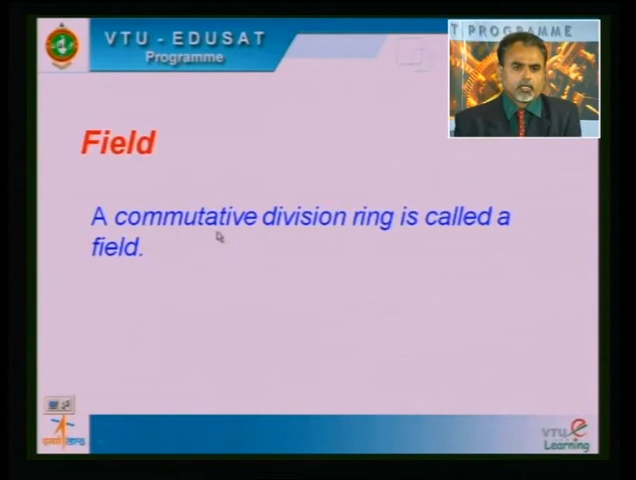 VTU - EDUSAT
Programme
T PROGRAMME
Field
A commutative division ring is called a
field.
VTU e
Learning